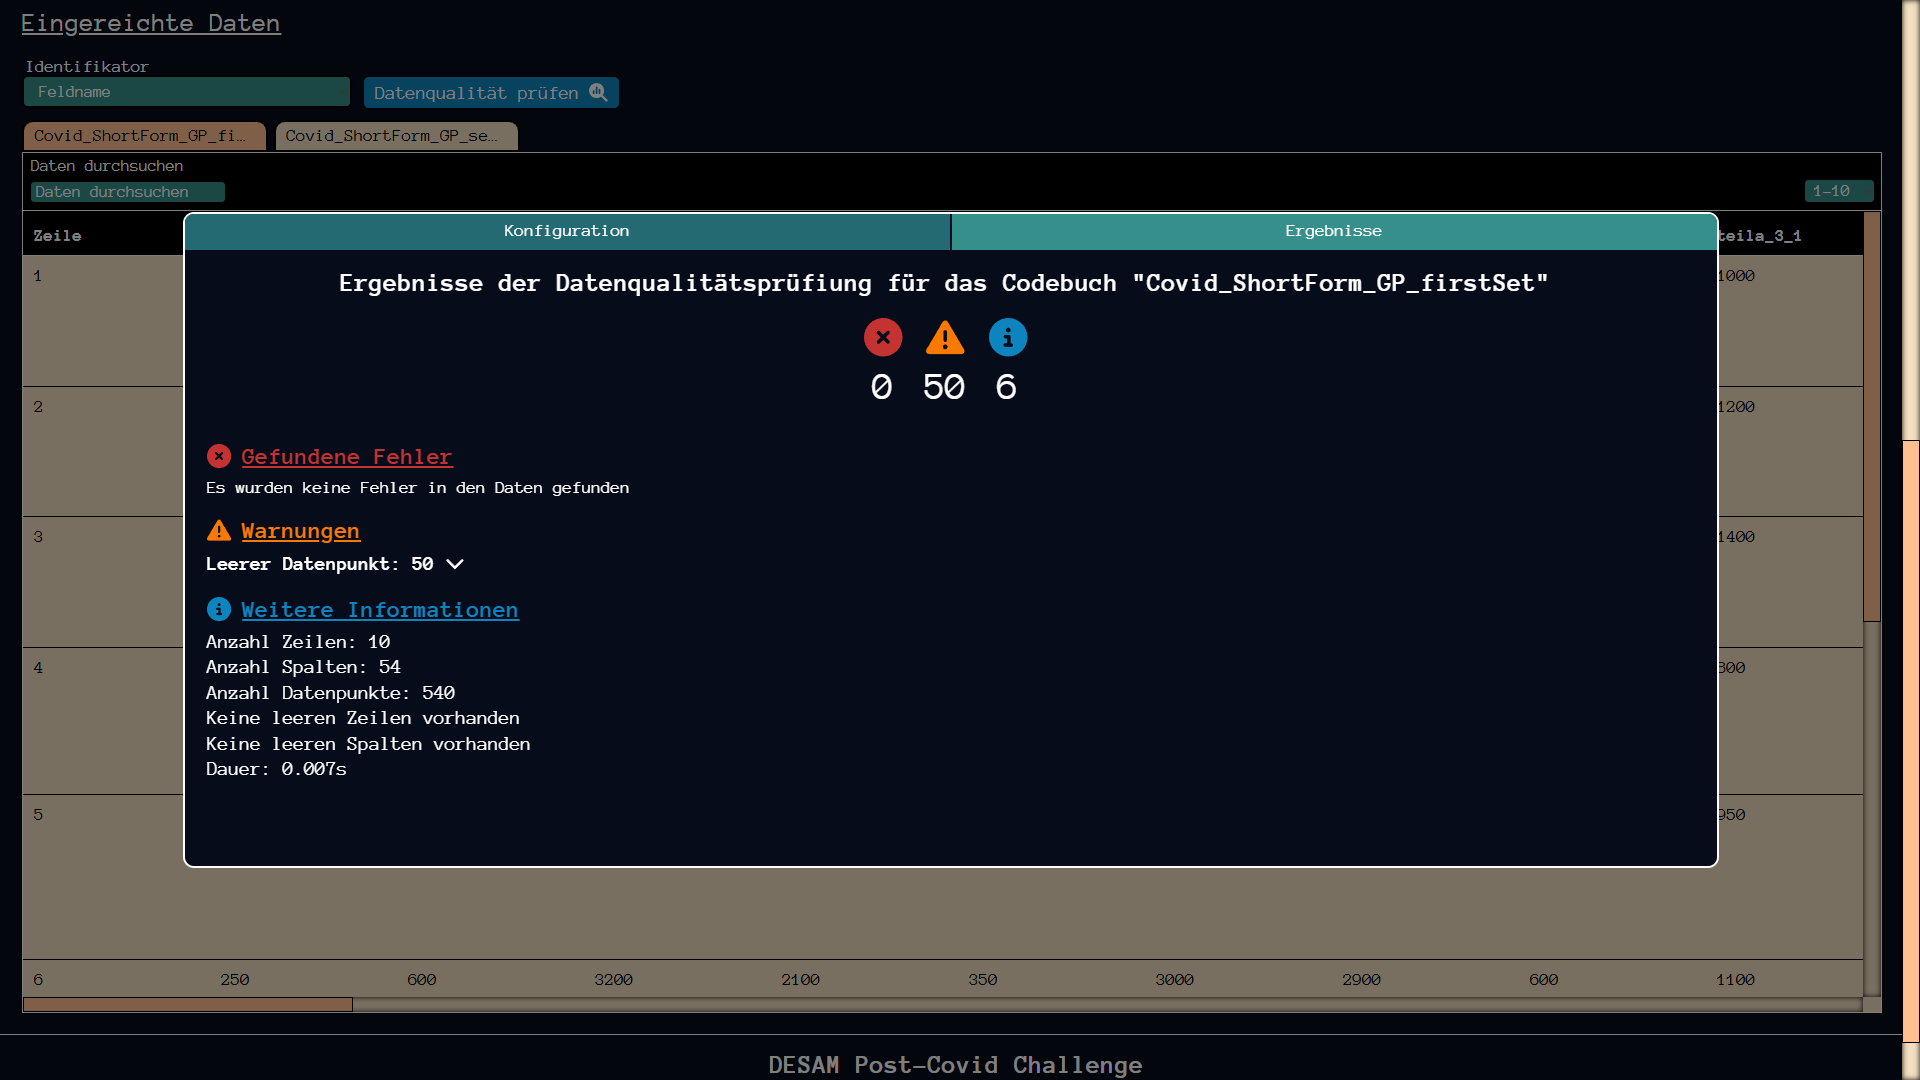 Eingereichte Daten
Identifikator
Feldname
Datenqualität prüfen
Covid_ShortForm_GP_fi...
Covid_ShortForm_GP_se...
Daten durchsuchen
Daten durchsuchen
1-10
Zeile
teila_3_1
Konfiguration
Ergebnisse
Ergebnisse der Datenqualitätsprüfiung für das Codebuch "Covid_ShortForm_GP_firstSet"
0 50 6
Gefundene Fehler
Es wurden keine Fehler in den Daten gefunden
Warnungen
Leerer Datenpunkt: 50
Weitere Informationen
Anzahl Zeilen: 10
Anzahl Spalten: 54
Anzahl Datenpunkte: 540
Keine leeren Zeilen vorhanden
Keine leeren Spalten vorhanden
Dauer: 0.007s
1 1000
2 1200
3 1400
4 800
5 950
6 250 600 3200 2100 350 3000 2900 600 1100
DESAM Post-Covid Challenge